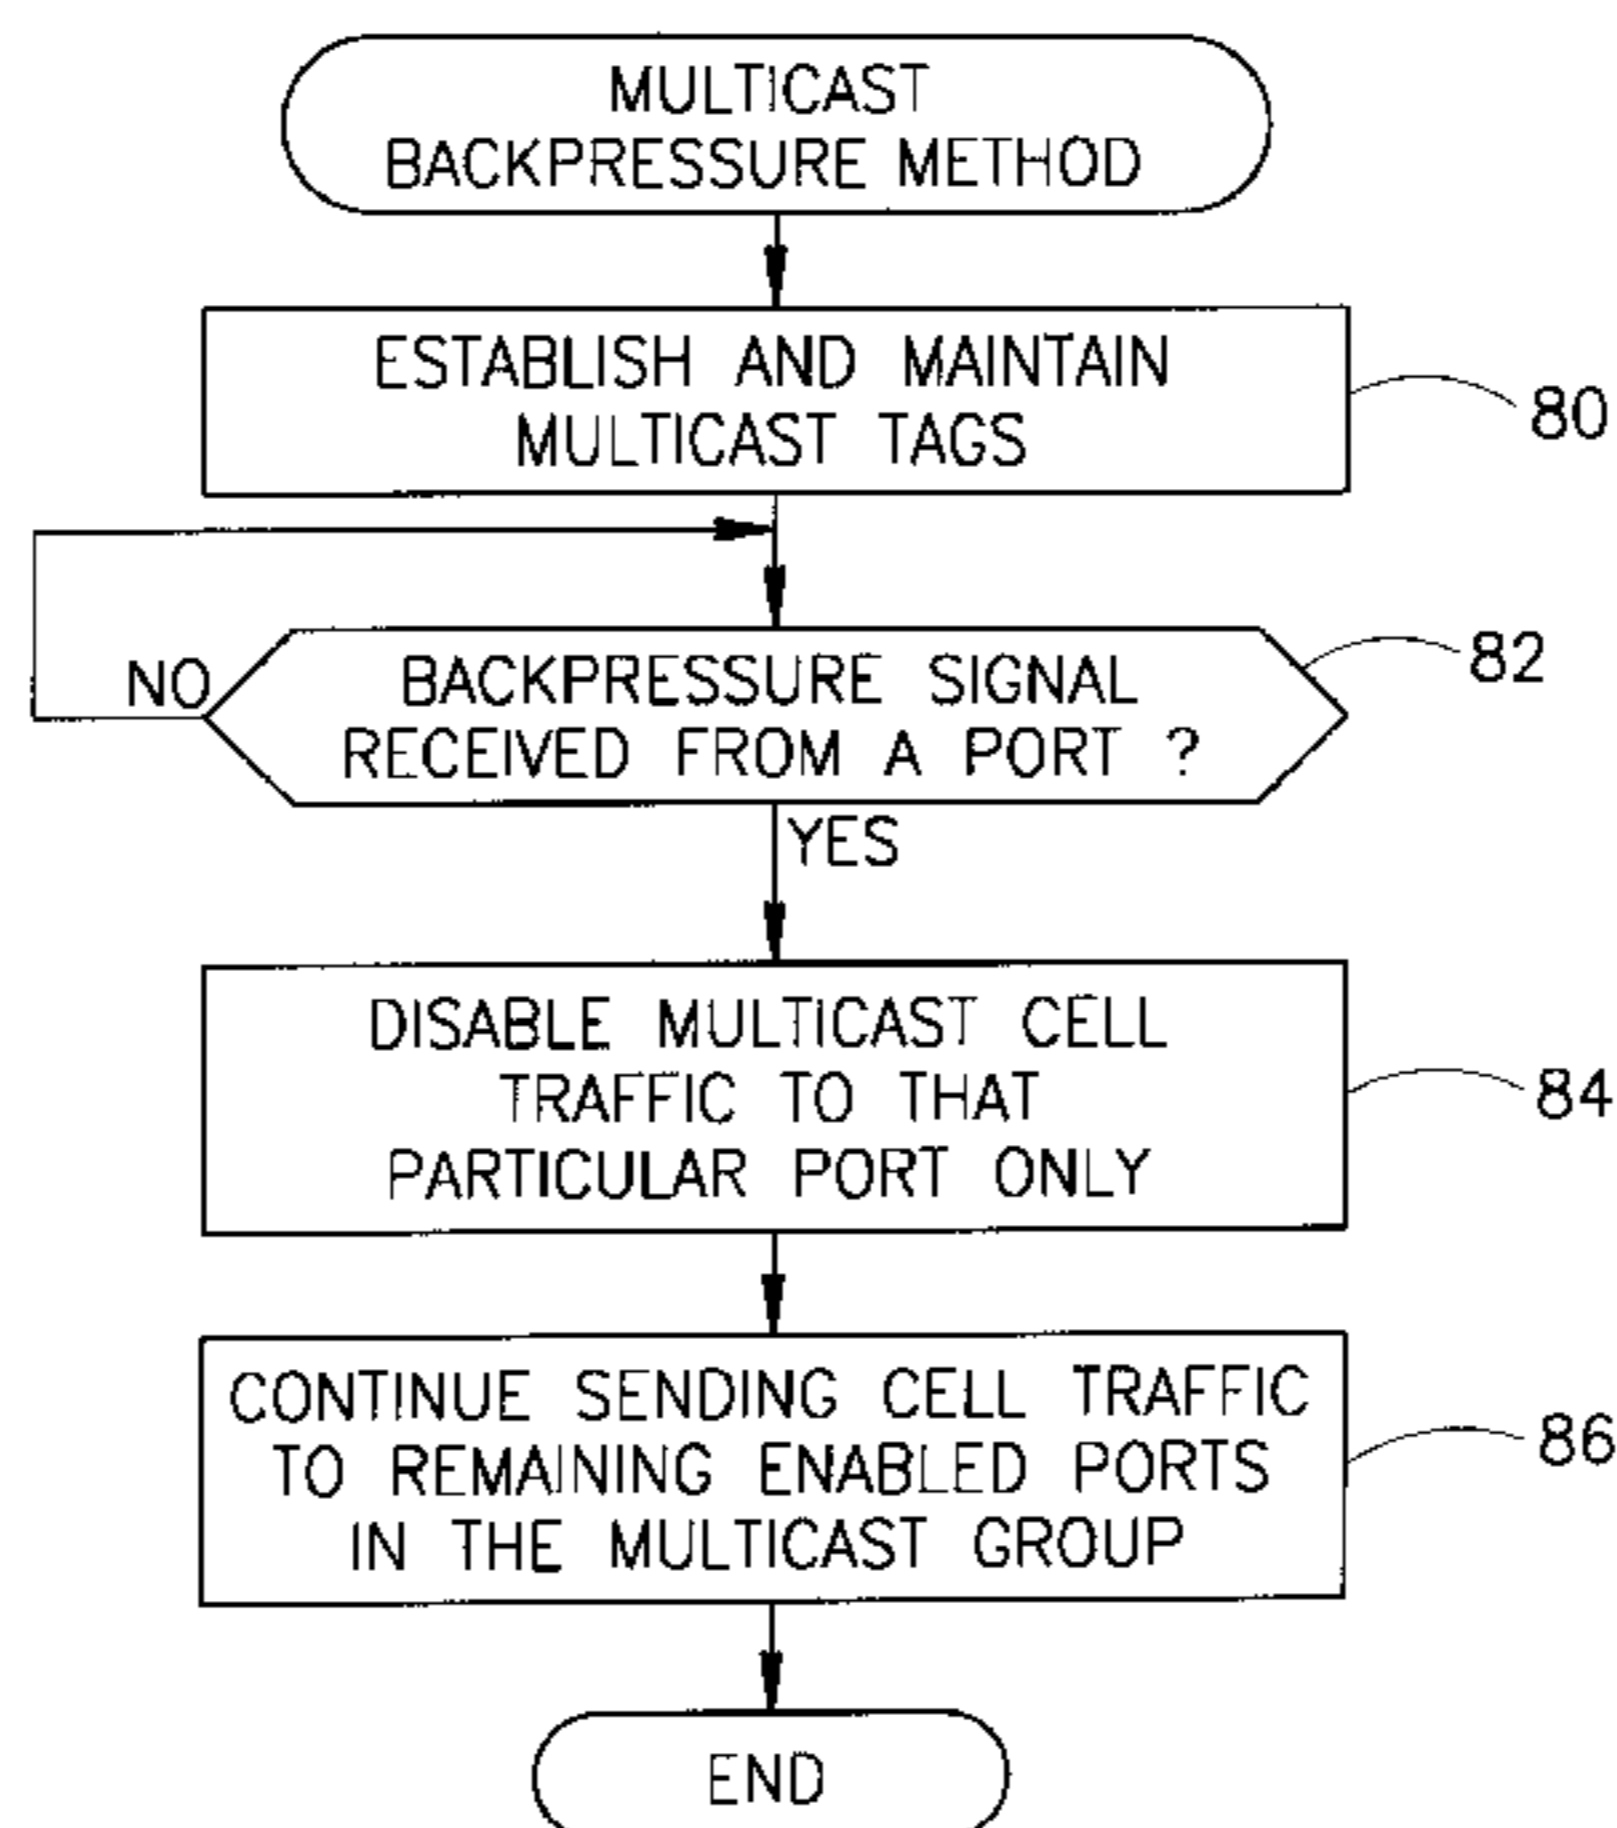 MULTICAST
BACKPRESSURE METHOD
ESTABLISH AND MAINTAIN
MULTICAST TAGS
80
NO
BACKPRESSURE SIGNAL
RECEIVED FROM A PORT ?
82
YES
DISABLE MULTICAST CELL
TRAFFIC TO THAT
PARTICULAR PORT ONLY
84
CONTINUE SENDING CELL TRAFFIC
TO REMAINING ENABLED PORTS
IN THE MULTICAST GROUP
86
END